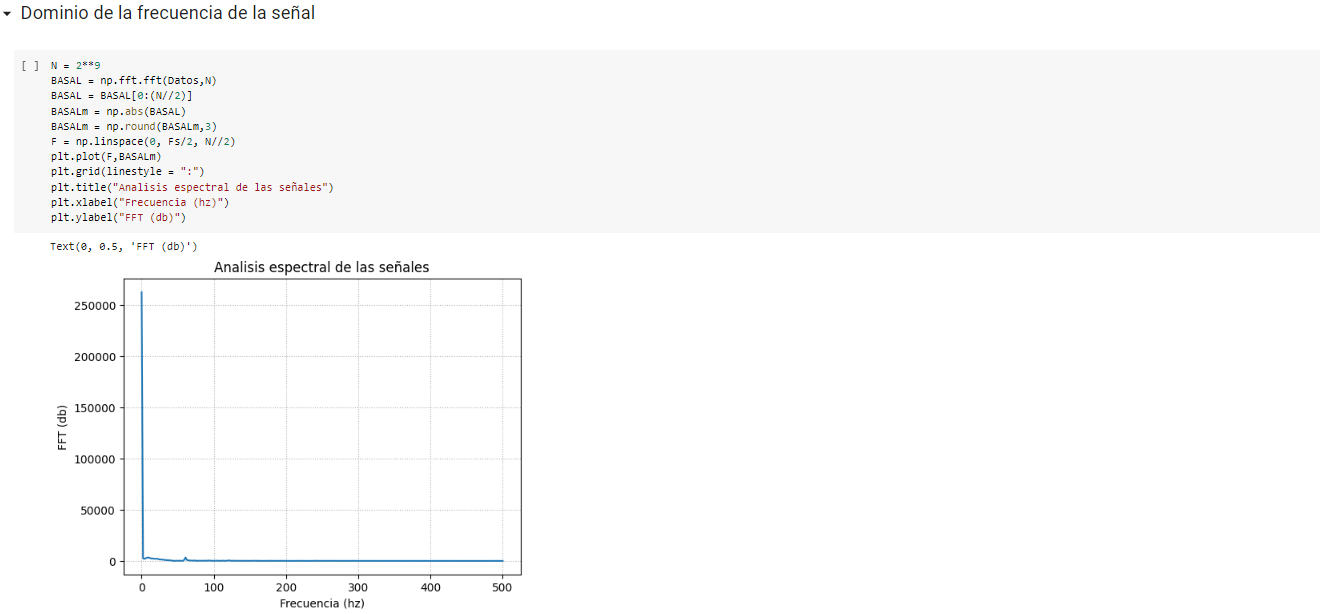 Dominio de la frecuencia de la señal
[ ] N = 2**9
BASAL = np.fft.fft(Datos,N)
BASAL = BASAL[0:(N//2)]
BASALm = np.abs(BASAL)
BASALm = np.round(BASALm,3)
F = np.linspace(0, Fs/2, N//2)
plt.plot(F,BASALm)
plt.grid(linestyle = ":")
plt.title("Analisis espectral de las señales")
plt.xlabel("Frecuencia (hz)")
plt.ylabel("FFT (db)")
Text(0, 0.5, 'FFT (db)')
Analisis espectral de las señales
250000
200000
150000
100000
50000
0
FFT (db)
0 100 200 300 400 500
Frecuencia (hz)